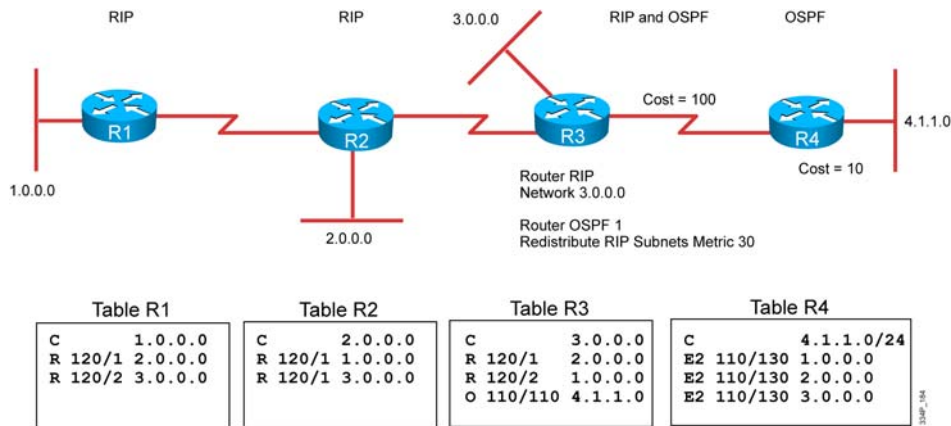 RIP
RIP
3.0.0.0
RIP and OSPF
OSPF
Cost = 100
R1
R2
R3
R4
4.1.1.0
Cost = 10
1.0.0.0
2.0.0.0
Router RIP
Network 3.0.0.0
Router OSPF 1
Redistribute RIP Subnets Metric 30
Table R1
C 1.0.0.0
R 120/1 2.0.0.0
R 120/2 3.0.0.0
Table R2
C 2.0.0.0
R 120/1 1.0.0.0
R 120/1 3.0.0.0
Table R3
C 3.0.0.0
R 120/1 2.0.0.0
R 120/2 1.0.0.0
O 110/110 4.1.1.0
Table R4
C 4.1.1.0/24
E2 110/130 1.0.0.0
E2 110/130 2.0.0.0
E2 110/130 3.0.0.0
334P_184